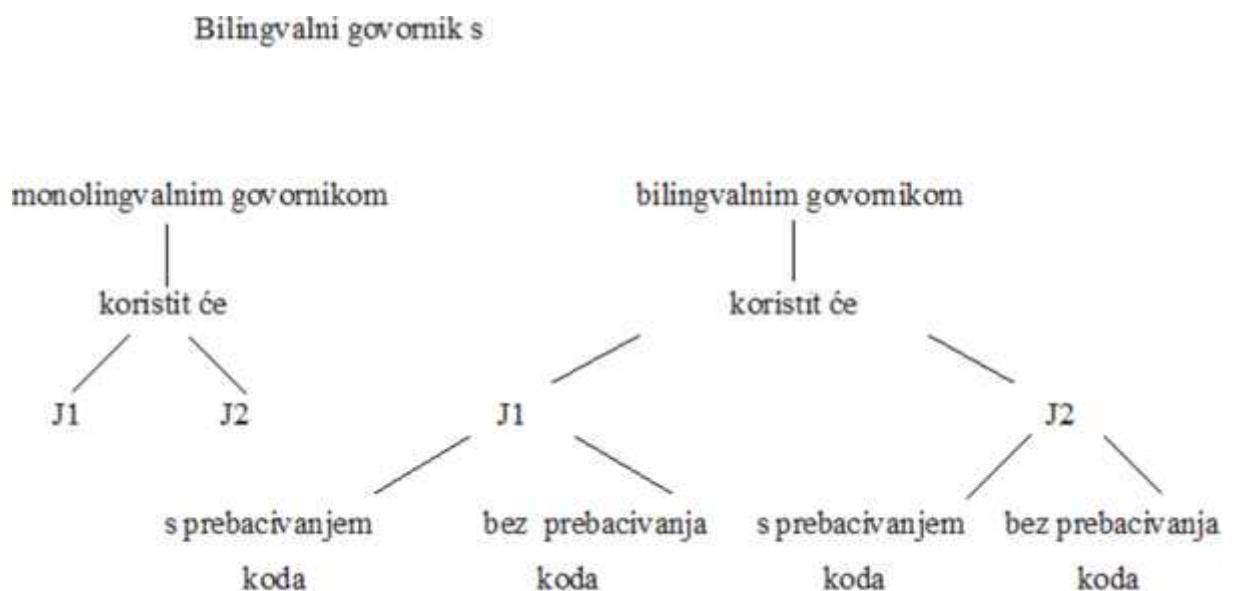 Bilingvalni govornik s
monolingvalnim govornikom bilingvalnim govornikom
koristit će koristit će
J1 J2 J1 J2
s prebacivanjem bez prebacivanja s prebacivanjem bez prebacivanja
koda koda koda koda